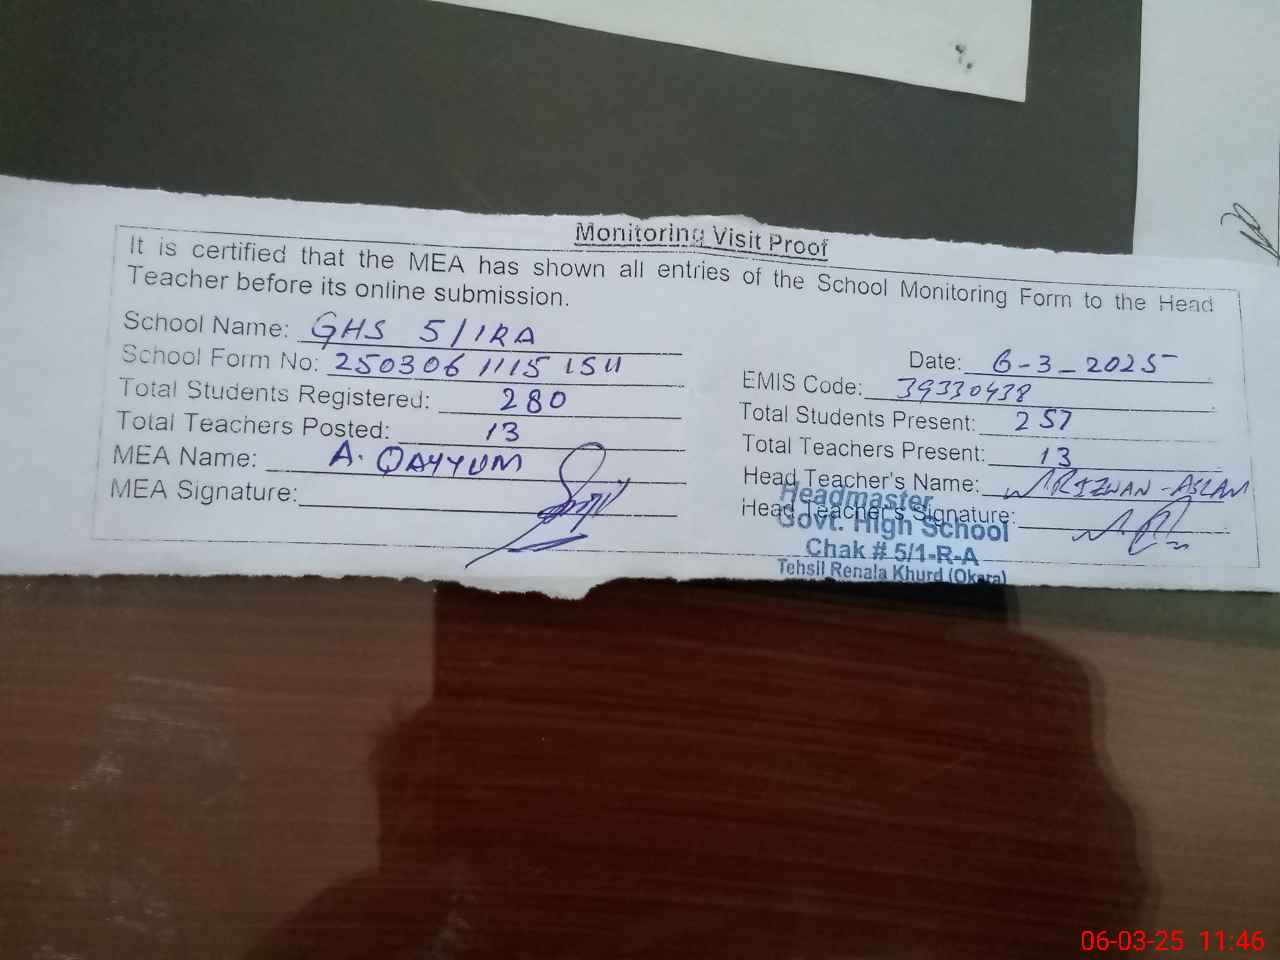 Monitoring Visit Proof
It is certified that the MEA has shown all entries of the School Monitoring Form to the Head
Teacher before its online submission.
School Name: GHS 5/1RA
Date: 6-3-2025
School Form No: 250306 1115 1511
EMIS Code: 39330438
Total Students Registered: 280
Total Students Present: 257
Total Teachers Posted: 13
Total Teachers Present: 13
MEA Name: A. QAYYUM
Head Teacher's Name: RIZWAN-ASLAM
MEA Signature:
Head Teacher's Signature:
Headmaster
Govt. High School
Chak # 5/1-R-A
Tehsil Renala Khurd (Okara)
06-03-25 11:46